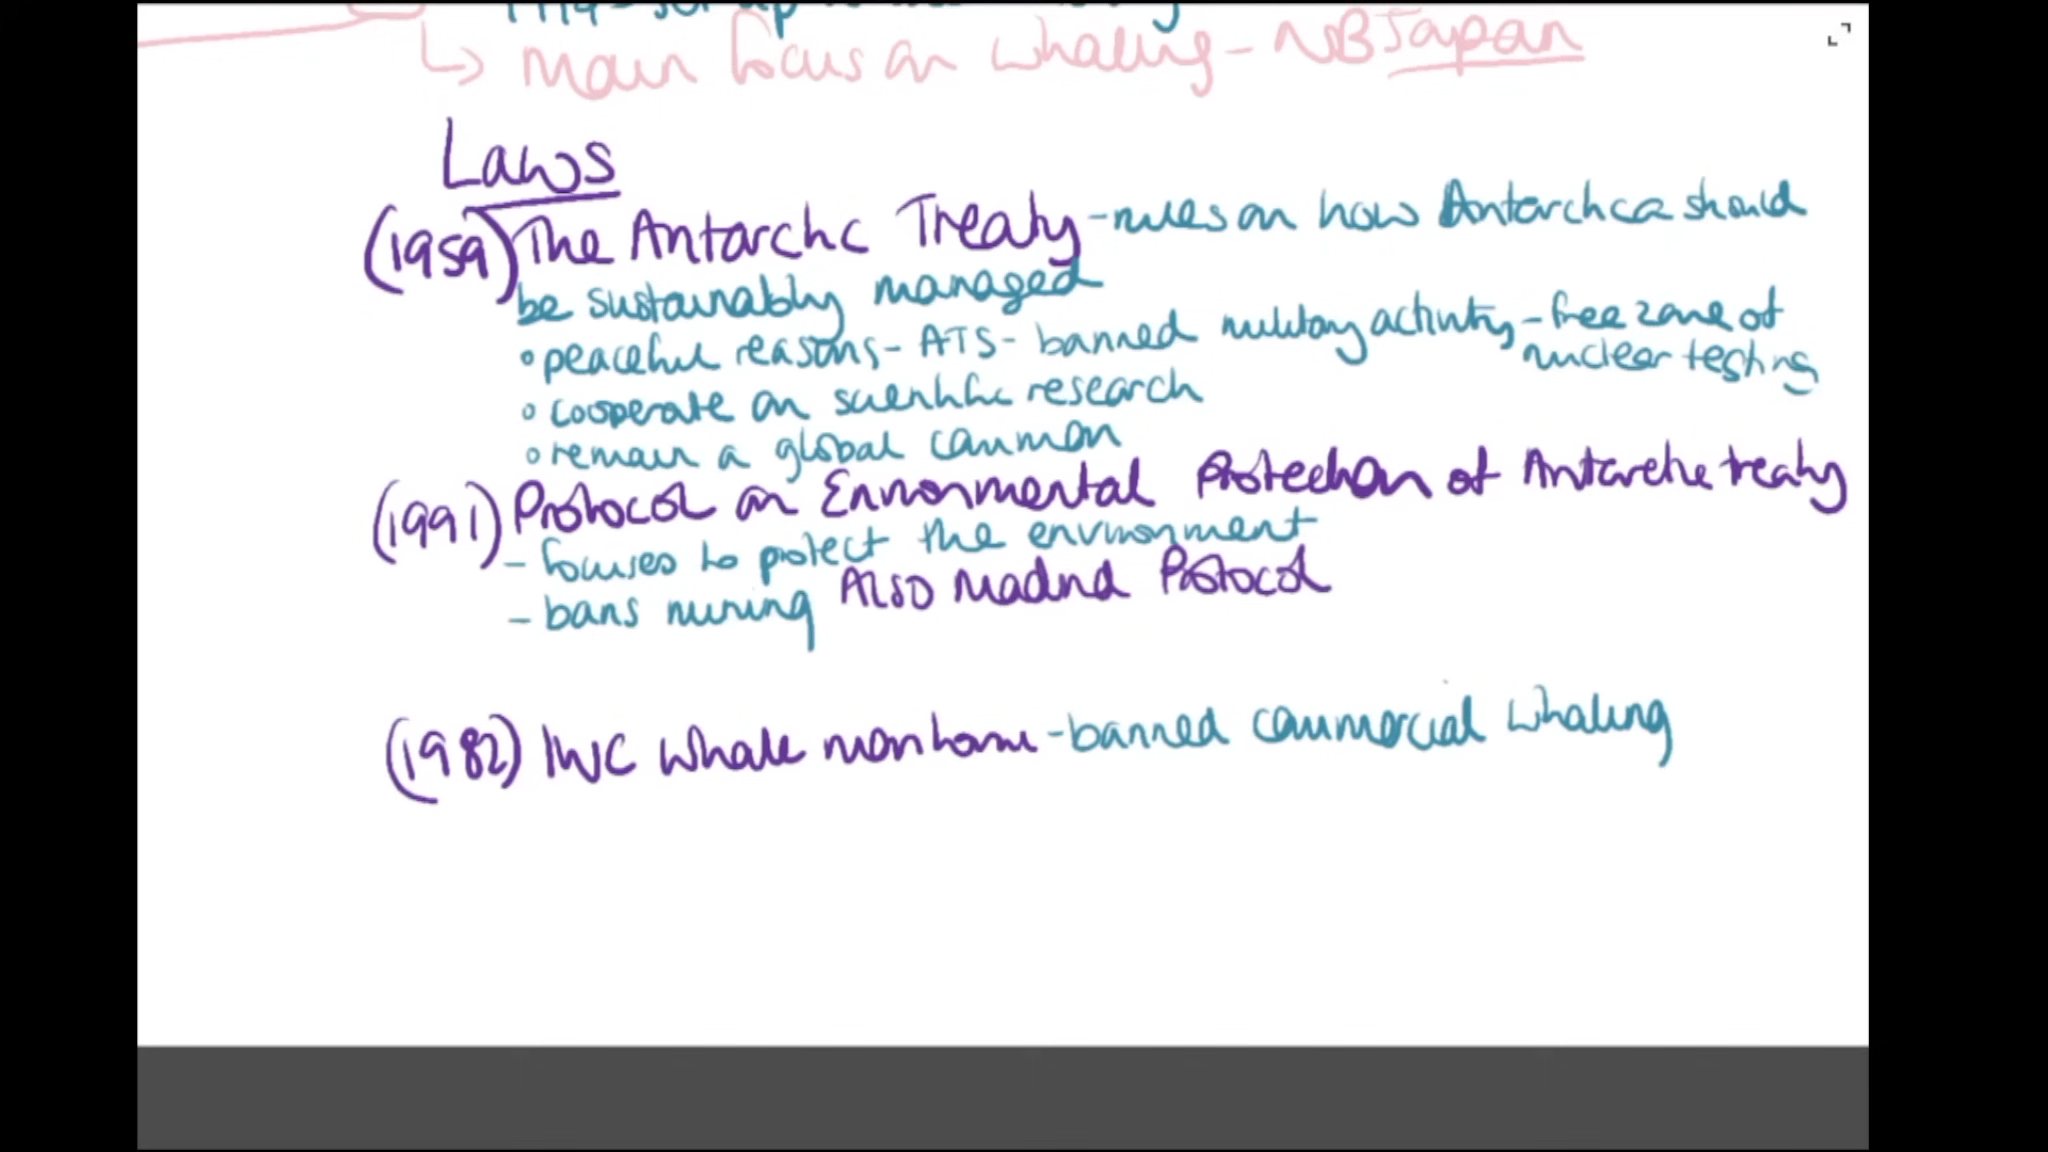 ↳ Main focus on whaling - NB Japan
Laws
(1959) The Antarctic Treaty - rules on how Antarctica should
be sustainably managed
• peaceful reasons - ATS - banned military activity - free zone of
nuclear testing
• cooperate on scientific research
• remain a global common
(1991) Protocol on Environmental Protection of Antarctic treaty
- focuses to protect the environment
- bans mining Also Madrid Protocol
(1982) IWC whale moritorium - banned commercial whaling